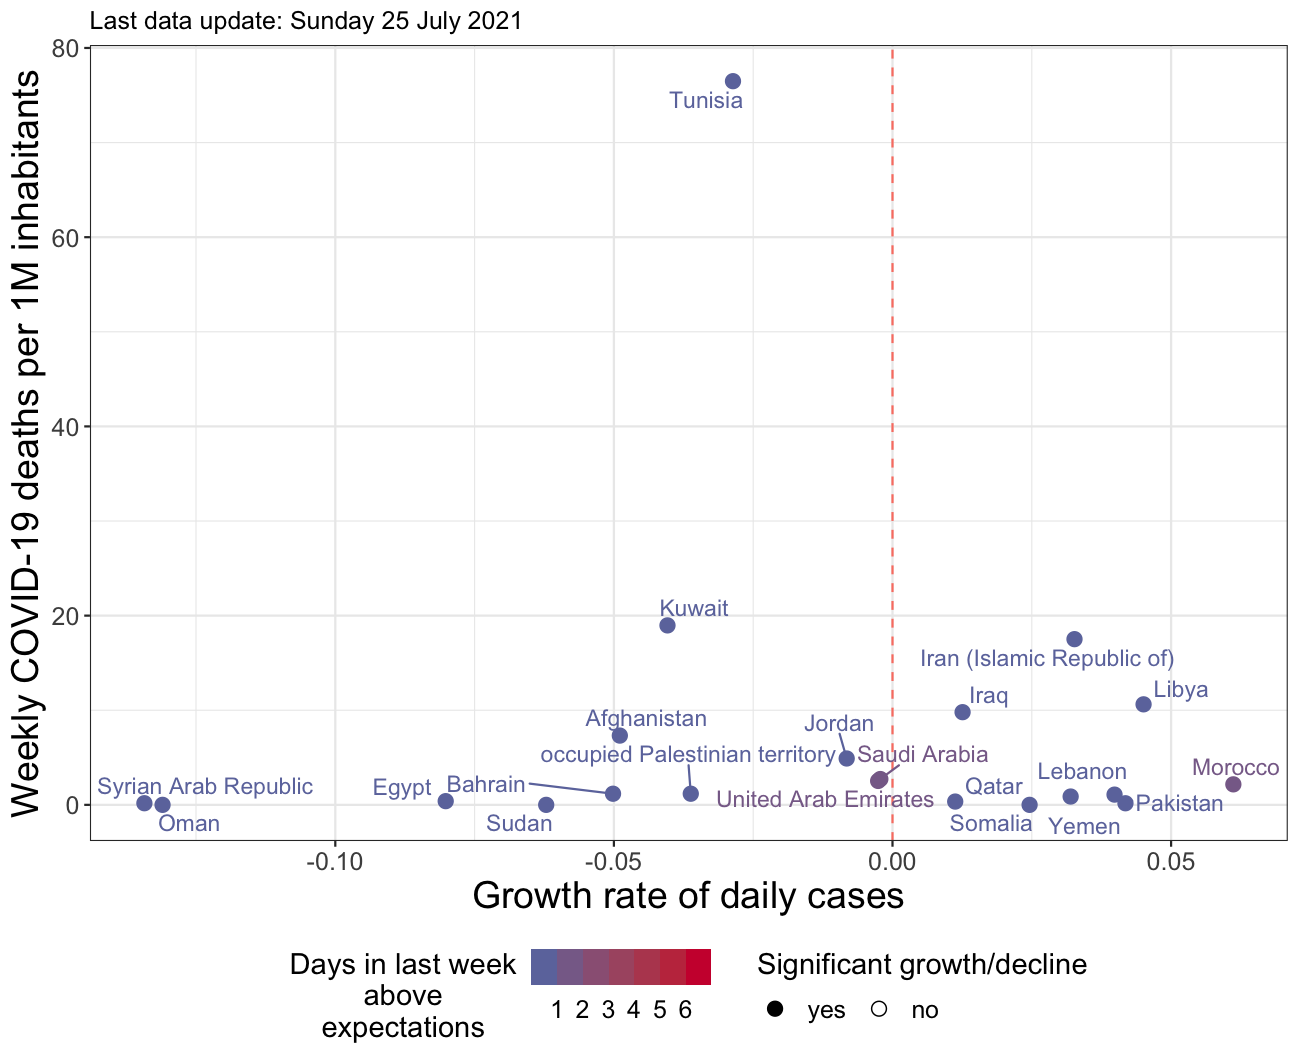 Last data update: Sunday 25 July 2021
Weekly COVID-19 deaths per 1M inhabitants
80
60
40
20
0
Tunisia
Kuwait
Iran (Islamic Republic of)
Libya
Iraq
Afghanistan
Jordan
occupied Palestinian territory
Saudi Arabia
Morocco
Lebanon
Syrian Arab Republic
Egypt
Bahrain
Qatar
United Arab Emirates
Pakistan
Oman
Sudan
Somalia
Yemen
-0.10
-0.05
0.00
0.05
Growth rate of daily cases
Days in last week
above
expectations
1 2 3 4 5 6
Significant growth/decline
yes
no